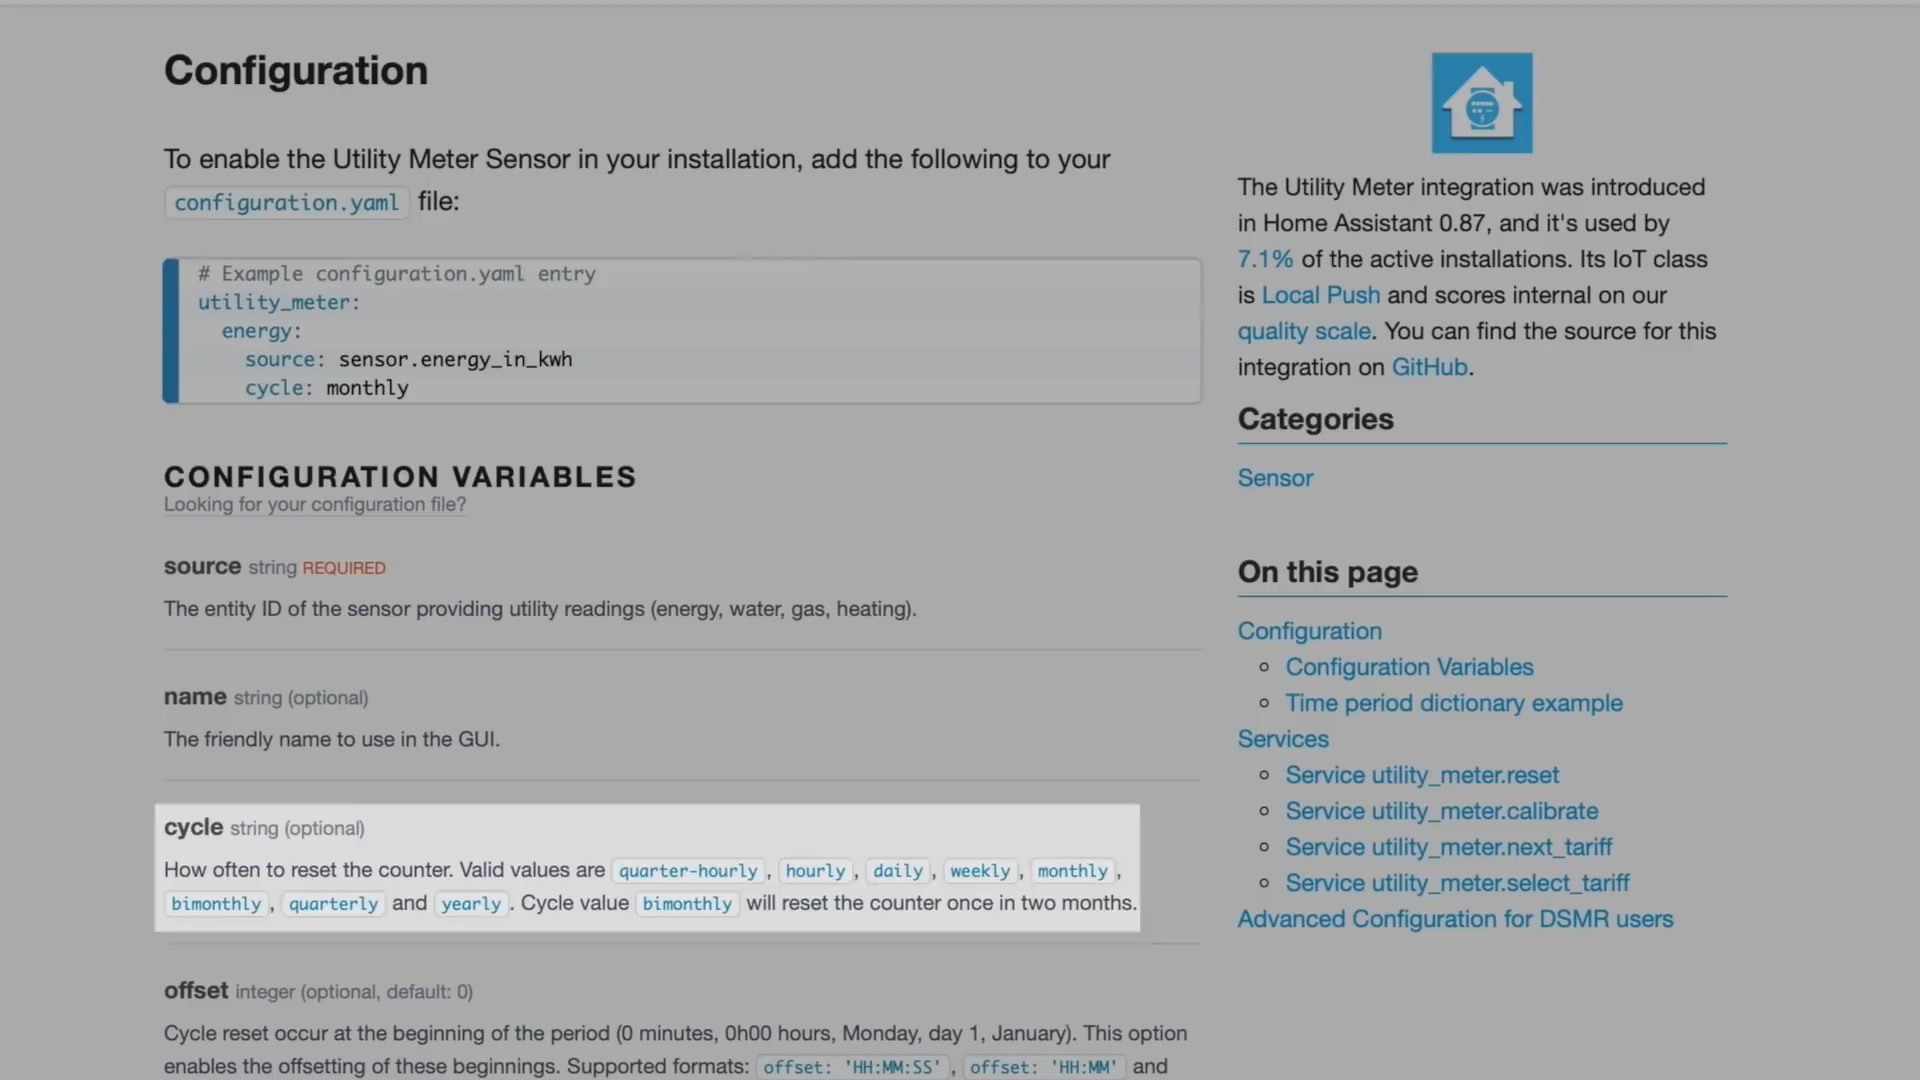 Configuration
To enable the Utility Meter Sensor in your installation, add the following to your
configuration.yaml file:
# Example configuration.yaml entry
utility_meter:
energy:
source: sensor.energy_in_kwh
cycle: monthly
CONFIGURATION VARIABLES
Looking for your configuration file?
source string REQUIRED
The entity ID of the sensor providing utility readings (energy, water, gas, heating).
name string (optional)
The friendly name to use in the GUI.
cycle string (optional)
How often to reset the counter. Valid values are quarter-hourly, hourly, daily, weekly, monthly,
bimonthly, quarterly and yearly. Cycle value bimonthly will reset the counter once in two months.
offset integer (optional, default: 0)
Cycle reset occur at the beginning of the period (0 minutes, 0h00 hours, Monday, day 1, January). This option
enables the offsetting of these beginnings. Supported formats: offset: 'HH:MM:SS', offset: 'HH:MM' and
The Utility Meter integration was introduced
in Home Assistant 0.87, and it's used by
7.1% of the active installations. Its IoT class
is Local Push and scores internal on our
quality scale. You can find the source for this
integration on GitHub.
Categories
Sensor
On this page
Configuration
Configuration Variables
Time period dictionary example
Services
Service utility_meter.reset
Service utility_meter.calibrate
Service utility_meter.next_tariff
Service utility_meter.select_tariff
Advanced Configuration for DSMR users